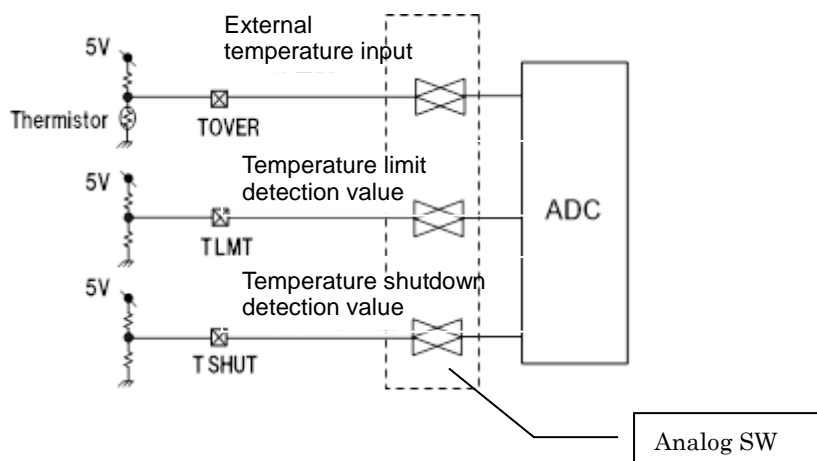 External
temperature input
5V
Thermistor
TOVER
Temperature limit
detection value
5V
TLMT
ADC
Temperature shutdown
detection value
5V
TSHUT
Analog SW